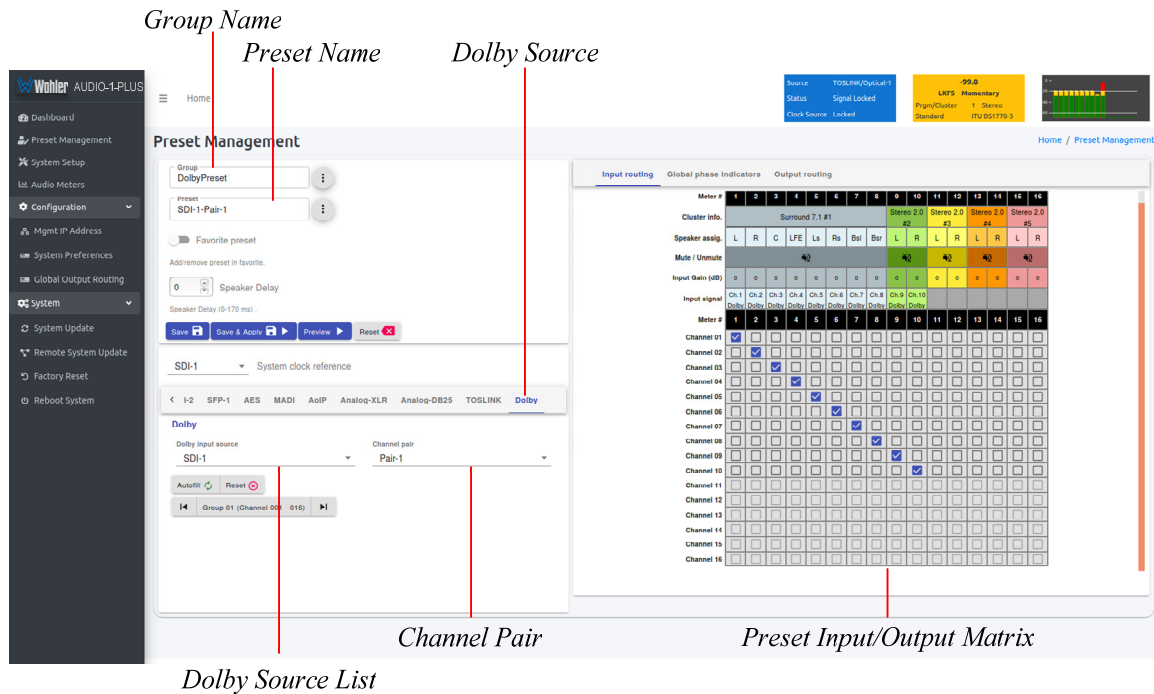 Group Name
Preset Name
Dolby Source
Wohler AUDIO-1-PLUS
Home
Source TOSLINK/Optical-1
Status Signal Locked
Clock Source Locked
-99.0
LKFS Momentary
Prgm/Cluster 1 Stereo
Standard ITU BS1770-3
Dashboard
Preset Management
System Setup
Audio Meters
Configuration
Mgmt IP Address
System Preferences
Global Output Routing
System
System Update
Remote System Update
Factory Reset
Reboot System
Preset Management
Home / Preset Management
Group
DolbyPreset
Preset
SDI-1-Pair-1
Favorite preset
Add/remove preset in favorite.
0 Speaker Delay
Speaker Delay (0-170 ms) .
Save Save & Apply Preview Reset
SDI-1 System clock reference
I-2 SFP-1 AES MADI AoIP Analog-XLR Analog-DB25 TOSLINK Dolby
Dolby
Dolby input source Channel pair
SDI-1 Pair-1
Autofill Reset
Group 01 (Channel 001 016)
Input routing Global phase indicators Output routing
Meter # 1 2 3 4 5 6 7 8 9 10 11 12 13 14 15 16
Cluster info. Surround 7.1 #1 Stereo 2.0 #2 Stereo 2.0 #3 Stereo 2.0 #4 Stereo 2.0 #5
Speaker assig. L R C LFE Ls Rs Bsl Bsr L R L R L R L R
Mute / Unmute
Input Gain (dB) 0 0 0 0 0 0 0 0 0 0 0 0 0 0 0 0
Input signal Ch.1 Dolby Ch.2 Dolby Ch.3 Dolby Ch.4 Dolby Ch.5 Dolby Ch.6 Dolby Ch.7 Dolby Ch.8 Dolby Ch.9 Dolby Ch.10 Dolby
Meter # 1 2 3 4 5 6 7 8 9 10 11 12 13 14 15 16
Channel 01
Channel 02
Channel 03
Channel 04
Channel 05
Channel 06
Channel 07
Channel 08
Channel 09
Channel 10
Channel 11
Channel 12
Channel 13
Channel 14
Channel 15
Channel 16
Channel Pair
Preset Input/Output Matrix
Dolby Source List